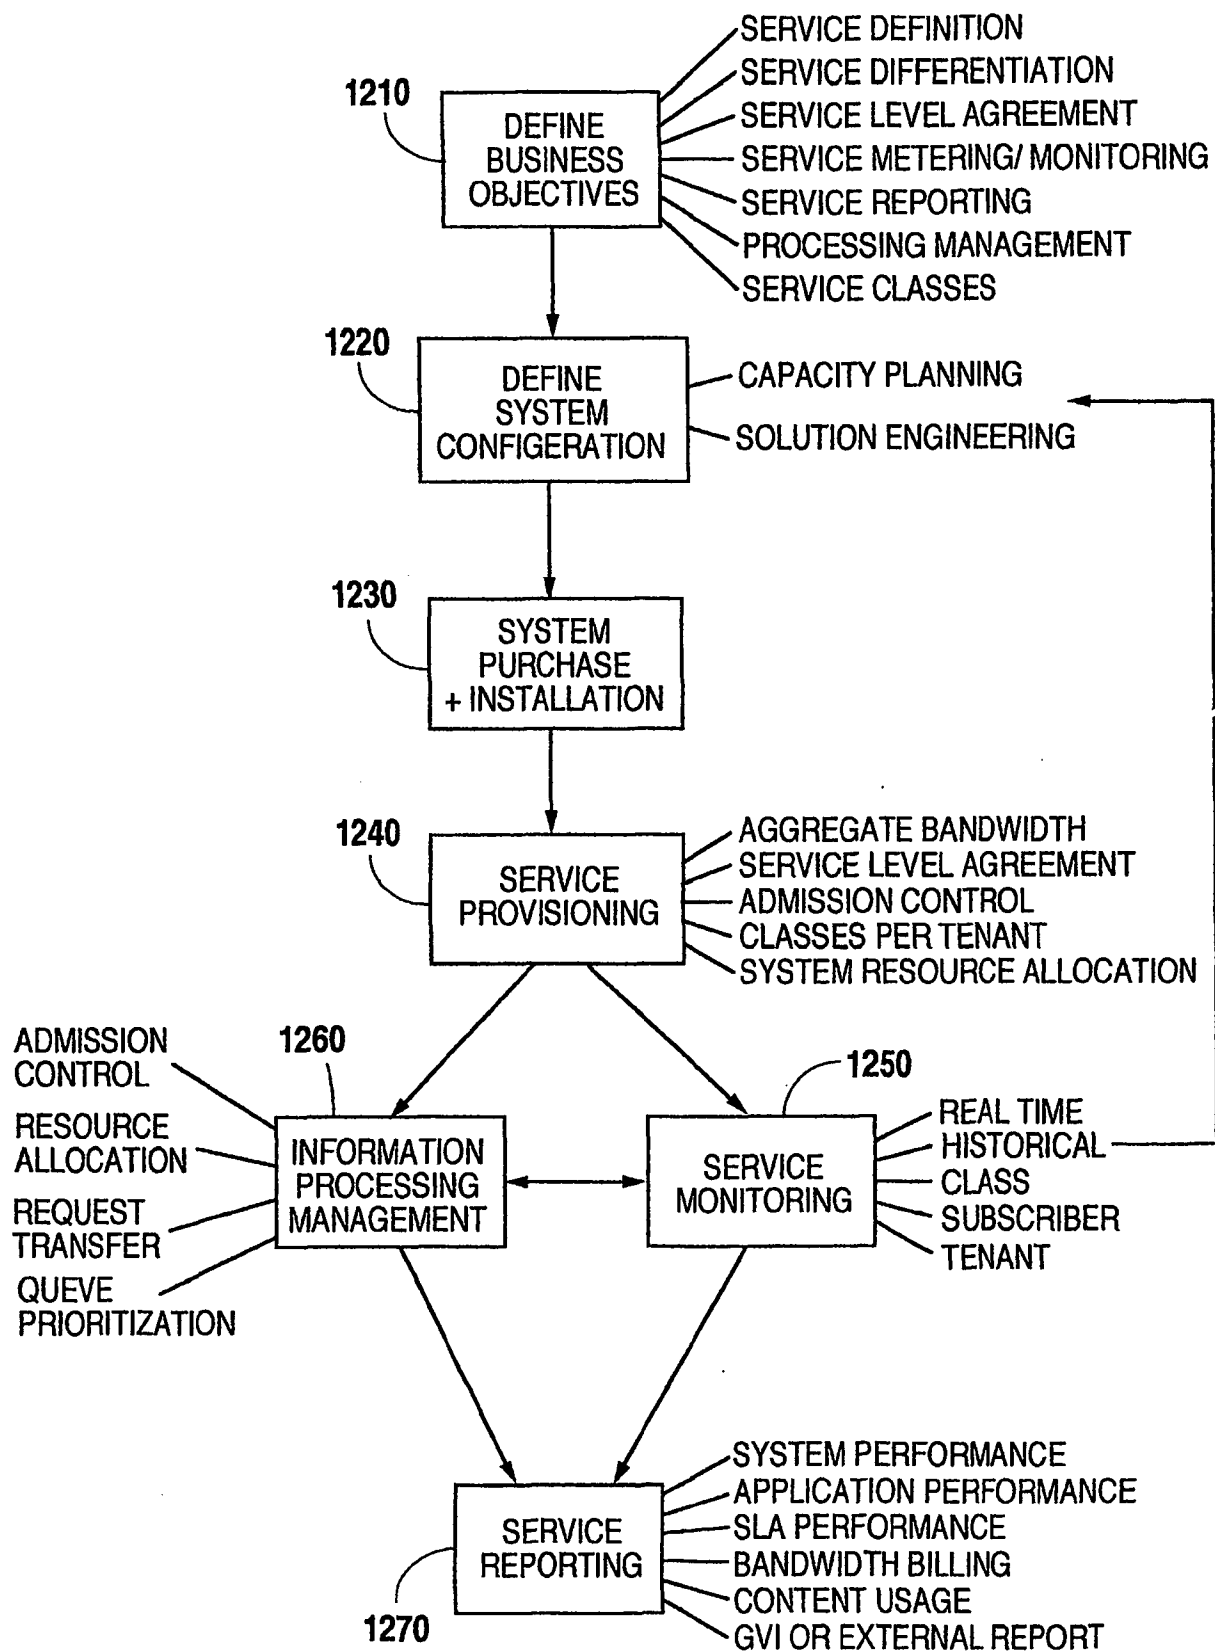 1210
DEFINE
BUSINESS
OBJECTIVES
SERVICE DEFINITION
SERVICE DIFFERENTIATION
SERVICE LEVEL AGREEMENT
SERVICE METERING/ MONITORING
SERVICE REPORTING
PROCESSING MANAGEMENT
SERVICE CLASSES
1220
DEFINE
SYSTEM
CONFIGERATION
CAPACITY PLANNING
SOLUTION ENGINEERING
1230
SYSTEM
PURCHASE
+ INSTALLATION
1240
SERVICE
PROVISIONING
AGGREGATE BANDWIDTH
SERVICE LEVEL AGREEMENT
ADMISSION CONTROL
CLASSES PER TENANT
SYSTEM RESOURCE ALLOCATION
ADMISSION
CONTROL
RESOURCE
ALLOCATION
REQUEST
TRANSFER
QUEVE
PRIORITIZATION
1260
INFORMATION
PROCESSING
MANAGEMENT
1250
SERVICE
MONITORING
REAL TIME
HISTORICAL
CLASS
SUBSCRIBER
TENANT
SERVICE
REPORTING
1270
SYSTEM PERFORMANCE
APPLICATION PERFORMANCE
SLA PERFORMANCE
BANDWIDTH BILLING
CONTENT USAGE
GVI OR EXTERNAL REPORT